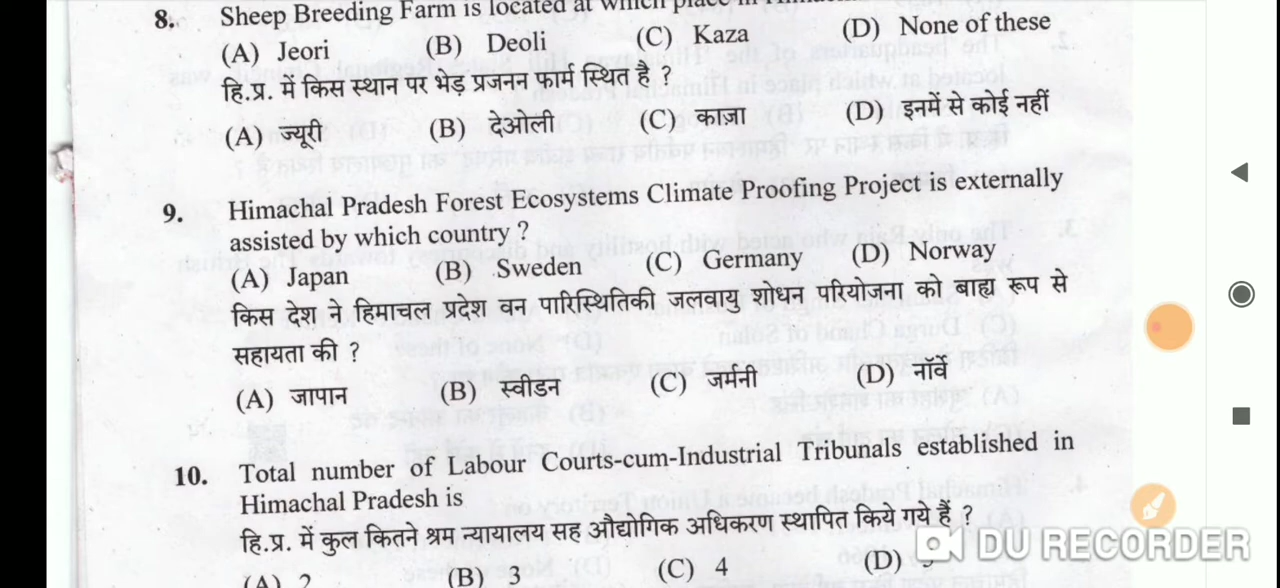 8. Sheep Breeding Farm is located at which place in
(A) Jeori (B) Deoli (C) Kaza (D) None of these
हि.प्र. में किस स्थान पर भेड़ प्रजनन फार्म स्थित है ?
(A) ज्यूरी (B) देओली (C) काज़ा (D) इनमें से कोई नहीं
9. Himachal Pradesh Forest Ecosystems Climate Proofing Project is externally
assisted by which country ?
(A) Japan (B) Sweden (C) Germany (D) Norway
किस देश ने हिमाचल प्रदेश वन पारिस्थितिकी जलवायु शोधन परियोजना को बाह्य रूप से
सहायता की ?
(A) जापान (B) स्वीडन (C) जर्मनी (D) नॉर्वे
10. Total number of Labour Courts-cum-Industrial Tribunals established in
Himachal Pradesh is
हि.प्र. में कुल कितने श्रम न्यायालय सह औद्योगिक अधिकरण स्थापित किये गये हैं ?
(A) 2 (B) 3 (C) 4 (D)
DU RECORDER